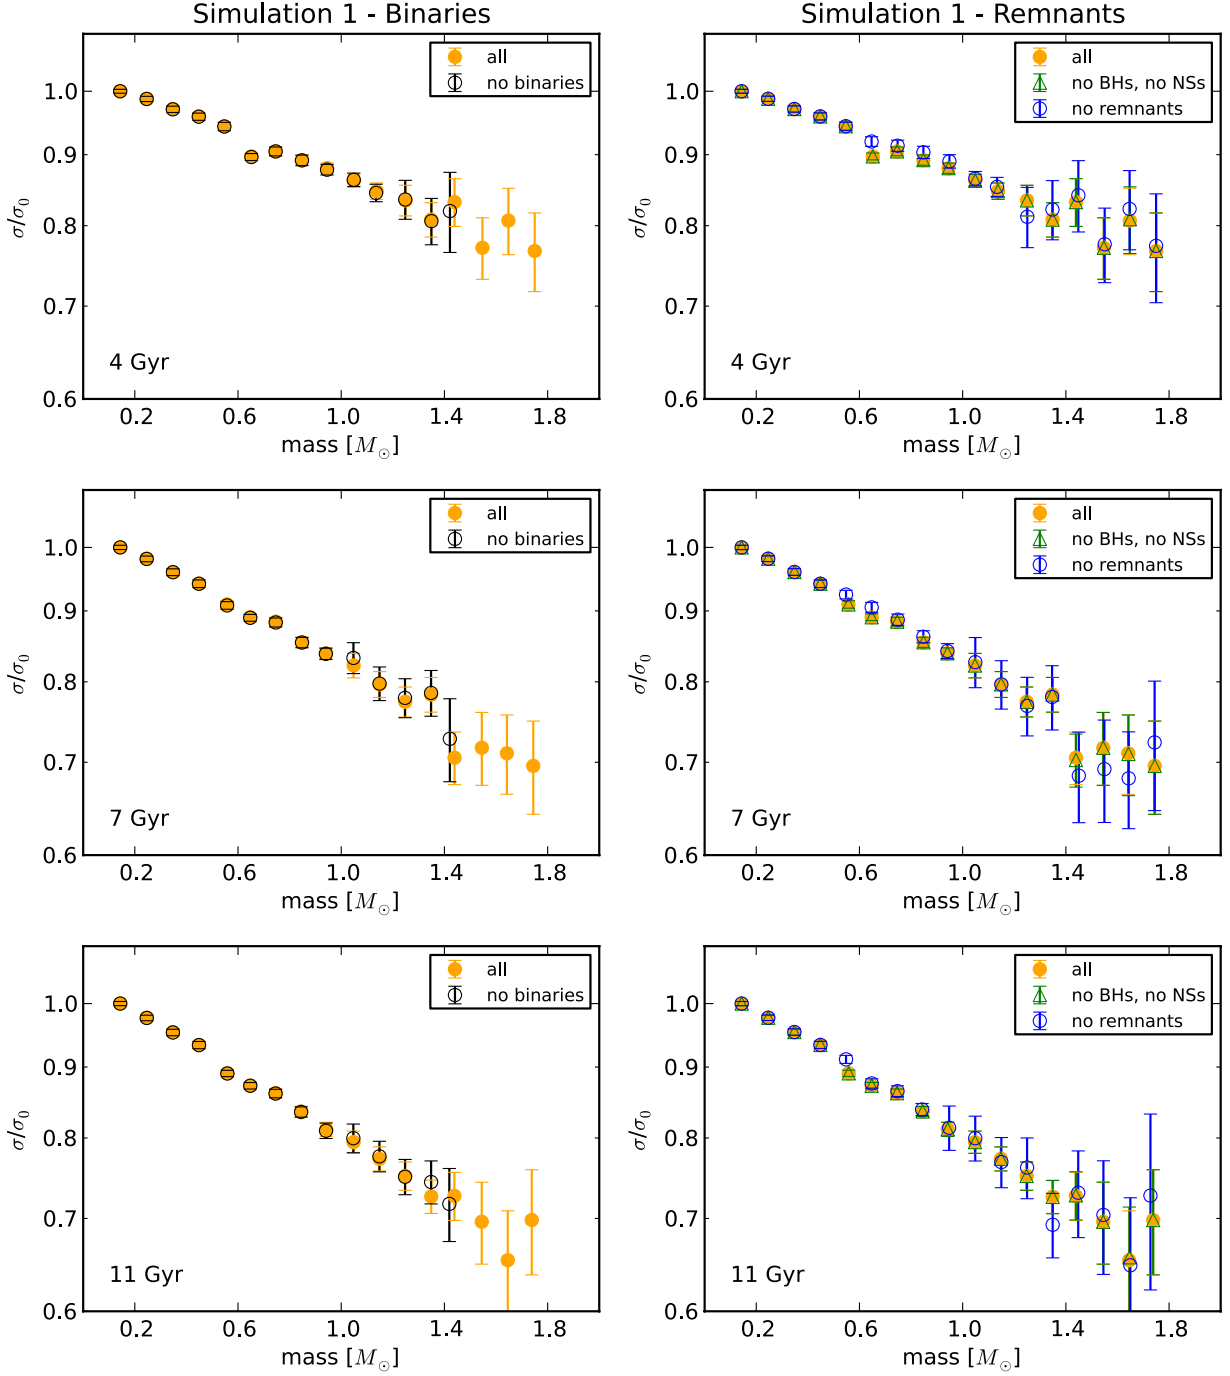 Simulation 1 - Binaries
all
no binaries
1.0
0.9
0.8
0.7
0.6
σ/σ₀
4 Gyr
0.2 0.6 1.0 1.4 1.8
mass [M☉]
Simulation 1 - Remnants
all
no BHs, no NSs
no remnants
1.0
0.9
0.8
0.7
0.6
σ/σ₀
4 Gyr
0.2 0.6 1.0 1.4 1.8
mass [M☉]
all
no binaries
1.0
0.9
0.8
0.7
0.6
σ/σ₀
7 Gyr
0.2 0.6 1.0 1.4 1.8
mass [M☉]
all
no BHs, no NSs
no remnants
1.0
0.9
0.8
0.7
0.6
σ/σ₀
7 Gyr
0.2 0.6 1.0 1.4 1.8
mass [M☉]
all
no binaries
1.0
0.9
0.8
0.7
0.6
σ/σ₀
11 Gyr
0.2 0.6 1.0 1.4 1.8
mass [M☉]
all
no BHs, no NSs
no remnants
1.0
0.9
0.8
0.7
0.6
σ/σ₀
11 Gyr
0.2 0.6 1.0 1.4 1.8
mass [M☉]